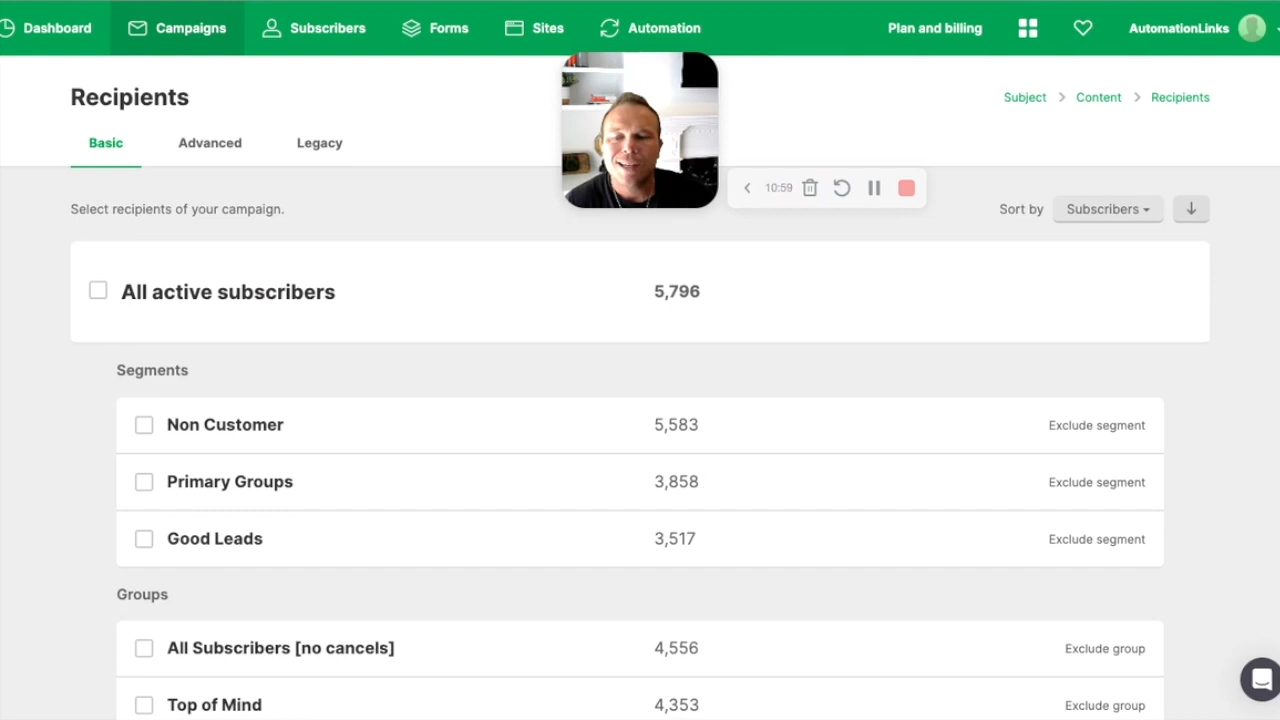 Dashboard Campaigns Subscribers Forms Sites Automation Plan and billing AutomationLinks
Recipients
Subject > Content > Recipients
Basic Advanced Legacy
10:59
Select recipients of your campaign.
Sort by Subscribers
All active subscribers 5,796
Segments
Non Customer 5,583 Exclude segment
Primary Groups 3,858 Exclude segment
Good Leads 3,517 Exclude segment
Groups
All Subscribers [no cancels] 4,556 Exclude group
Top of Mind 4,353 Exclude group